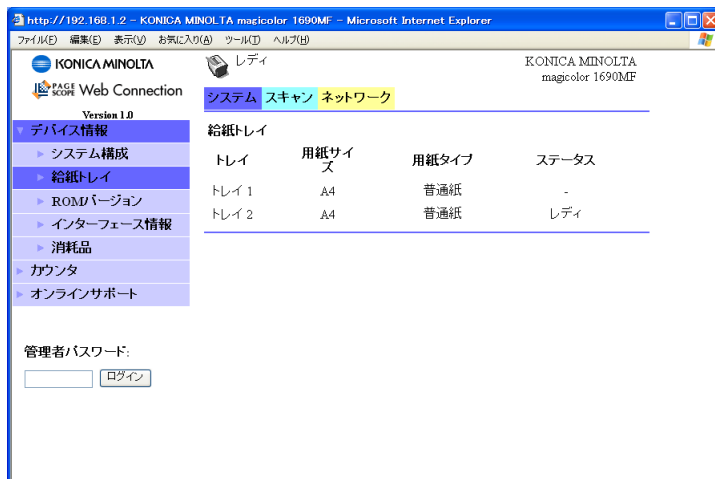 http://192.168.1.2 - KONICA MINOLTA magicolor 1690MF - Microsoft Internet Explorer
ファイル(F) 編集(E) 表示(V) お気に入り(A) ツール(T) ヘルプ(H)
KONICA MINOLTA
PAGE SCOPE Web Connection
Version 1.0
レディ
KONICA MINOLTA
magicolor 1690MF
システム スキャン ネットワーク
デバイス情報
システム構成
給紙トレイ
ROMバージョン
インターフェース情報
消耗品
カウンタ
オンラインサポート
管理者パスワード:
ログイン
給紙トレイ
トレイ 用紙サイズ 用紙タイプ ステータス
トレイ 1 A4 普通紙 -
トレイ 2 A4 普通紙 レディ